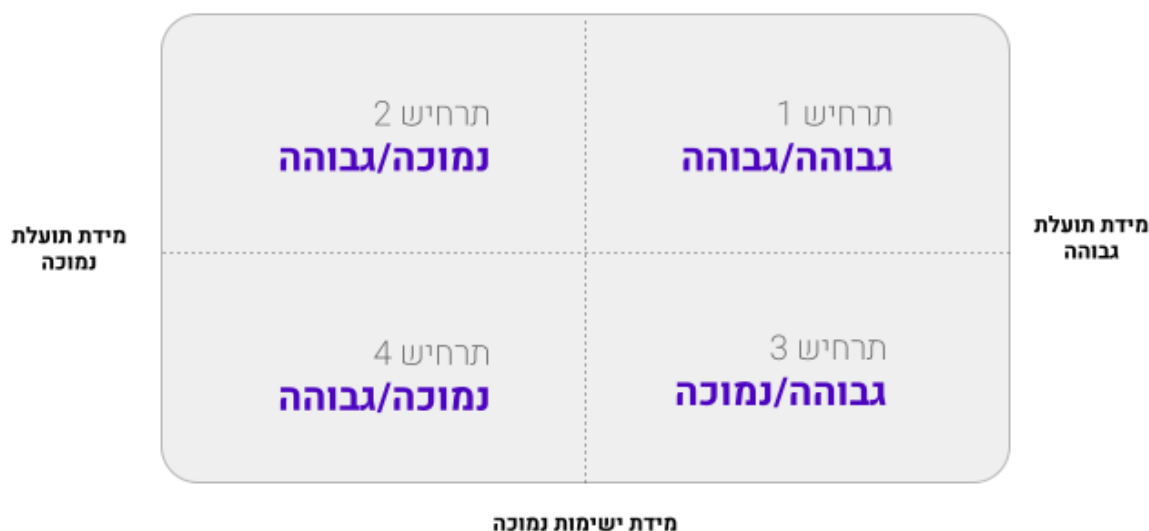 תרחיש 1
גבוהה/גבוהה
תרחיש 2
נמוכה/גבוהה
מידת תועלת
גבוהה
מידת תועלת
נמוכה
תרחיש 3
גבוהה/נמוכה
תרחיש 4
נמוכה/גבוהה
מידת ישימות נמוכה